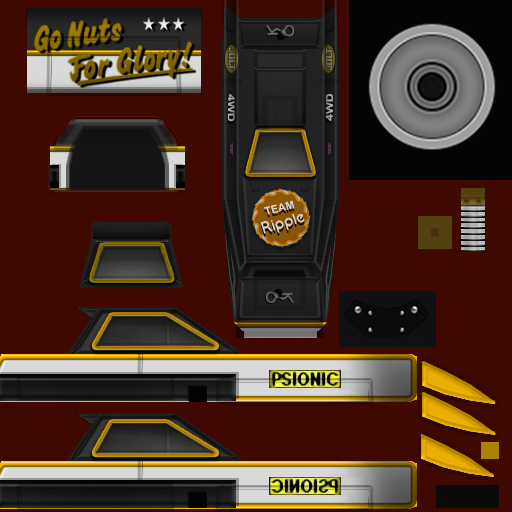 Go Nuts
For Glory!
4WD
4WD
TEAM
Ripple
PSIONIC
PSIONIC